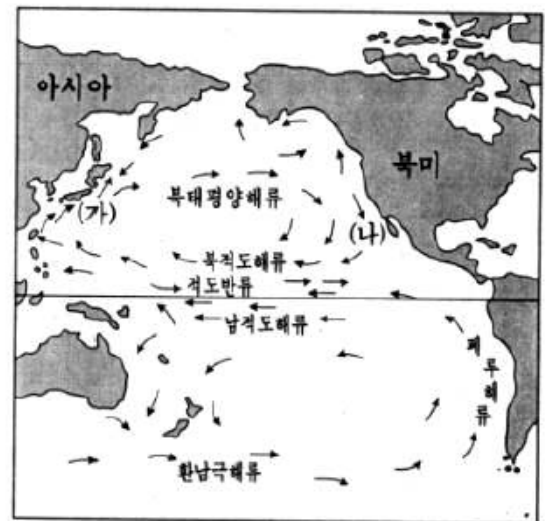 아시아
북미
(가)
북태평양해류
(나)
북적도해류
적도반류
남적도해류
페루해류
환남극해류